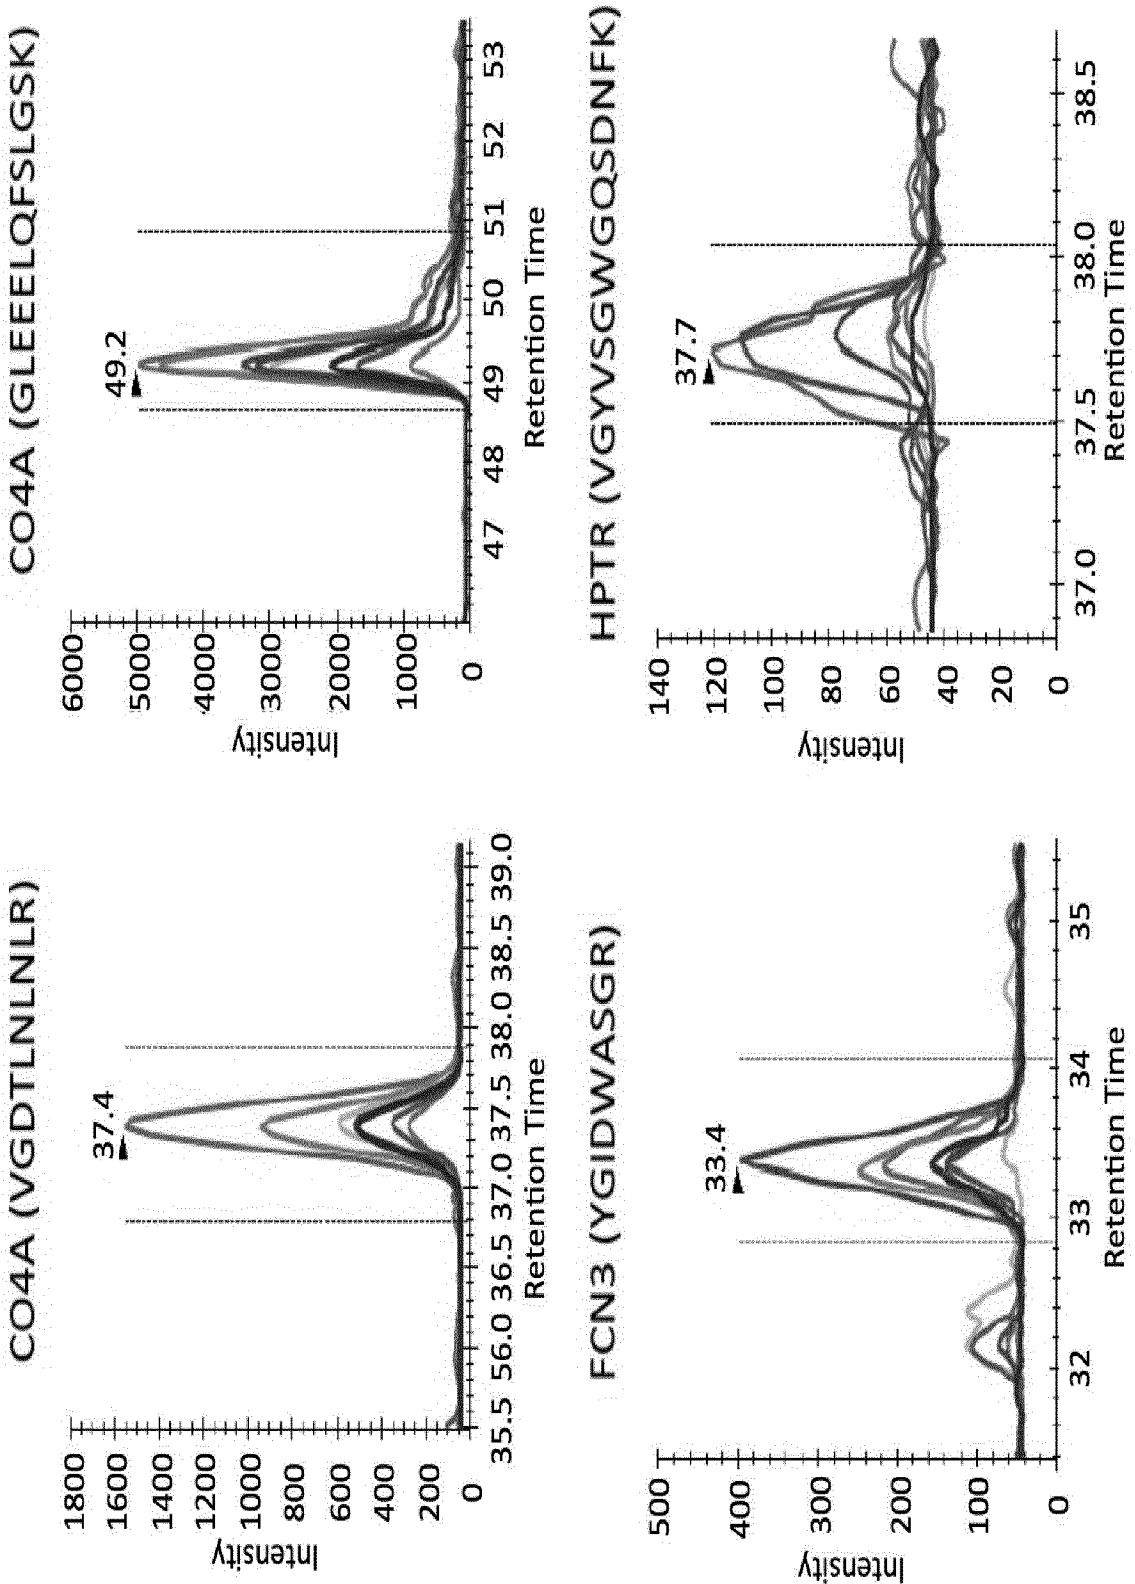 CO4A (VGDTLNLNLR)
Intensity
1800
1600
1400
1200
1000
800
600
400
200
0
37.4
35.5 56.0 36.5 37.0 37.5 38.0 38.5 39.0
Retention Time
CO4A (GLEEELQFSLGSK)
Intensity
6000
5000
4000
3000
2000
1000
0
49.2
47 48 49 50 51 52 53
Retention Time
FCN3 (YGIDWASGR)
Intensity
500
400
300
200
100
0
33.4
32 33 34 35
Retention Time
HPTR (VGYVSGWGQSDNFK)
Intensity
140
120
100
80
60
40
20
0
37.7
37.0 37.5 38.0 38.5
Retention Time